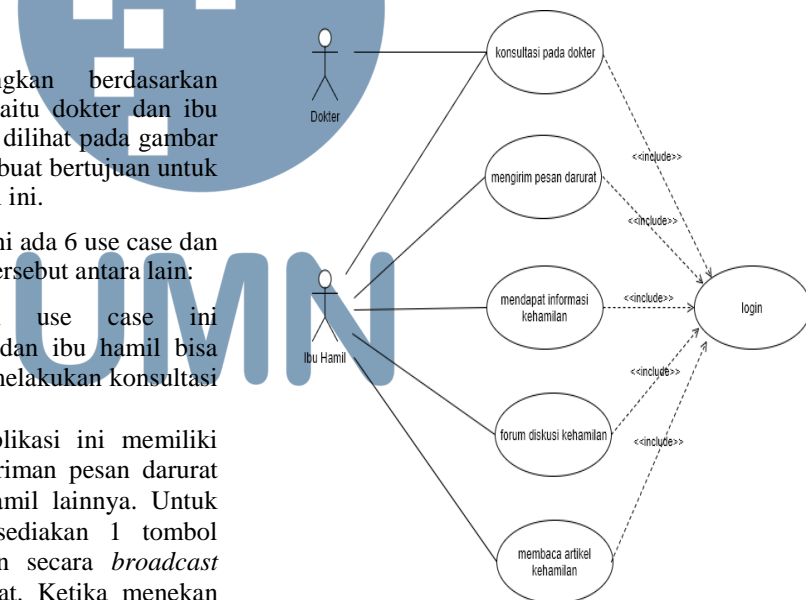 ngkan berdasarkan
aitu dokter dan ibu
dilihat pada gambar
buat bertujuan untuk
ini.
ni ada 6 use case dan
ersebut antara lain:
use case ini
dan ibu hamil bisa
melakukan konsultasi
plikasi ini memiliki
riman pesan darurat
amil lainnya. Untuk
sediakan 1 tombol
n secara broadcast
at. Ketika menekan
UMN
Dokter
Ibu Hamil
konsultasi pada dokter
mengirim pesan darurat
mendapat informasi
kehamilan
forum diskusi kehamilan
membaca artikel
kehamilan
<<include>>
<<include>>
<<include>>
<<include>>
<<include>>
login